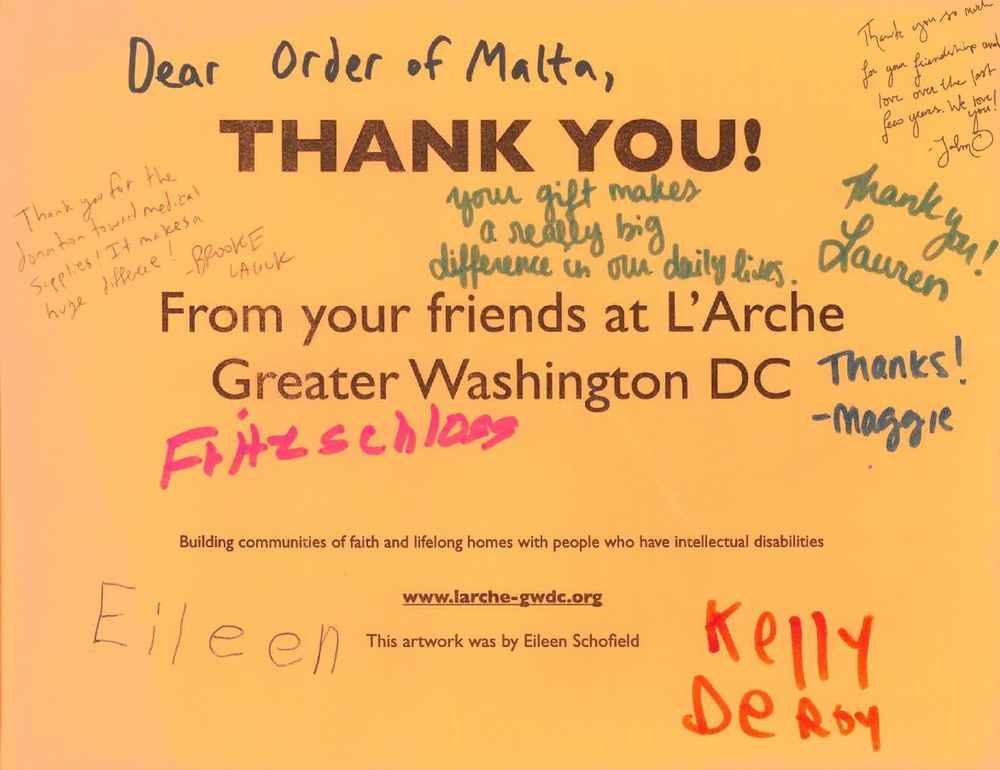 Dear Order of Malta,
THANK YOU!
Thank you so much
for your friendship and
love over the last
few years. We love
you!
- John
Thank you for the
donation toward medical
supplies! It makes a
huge difference!
-BROOKE
LAUCK
your gift makes
a really big
difference in our daily lives.
Thank
you!
Lauren
From your friends at L'Arche
Greater Washington DC
Thanks!
-Maggie
Fritzschlass
Building communities of faith and lifelong homes with people who have intellectual disabilities
www.larche-gwdc.org
This artwork was by Eileen Schofield
Eileen
Kelly
DeRoy